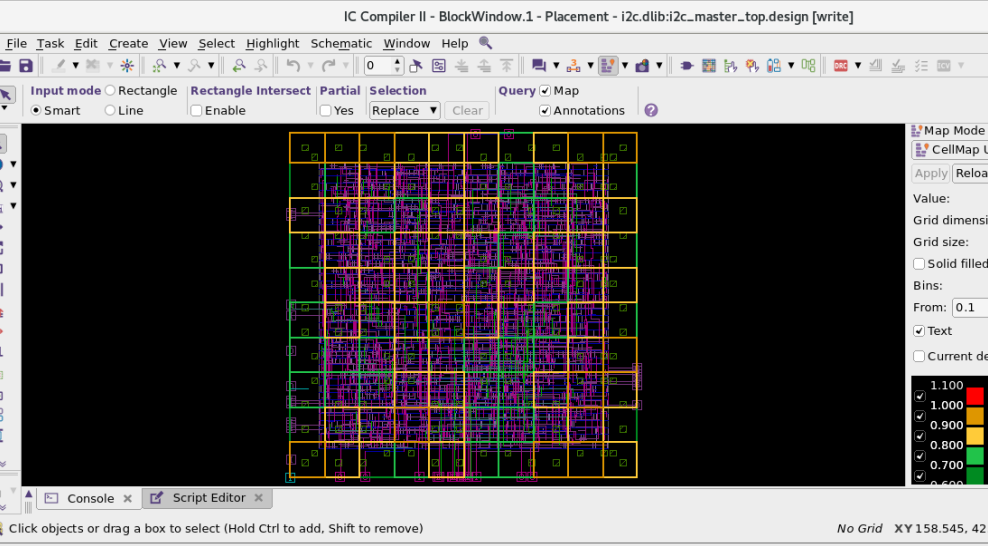 IC Compiler II - BlockWindow.1 - Placement - i2c.dlib:i2c_master_top.design [write]
File Task Edit Create View Select Highlight Schematic Window Help
0
DRC
Input mode Rectangle Rectangle Intersect Partial Selection Query Map
Smart Line Enable Yes Replace Clear Annotations ?
Map Mode
CellMap U
Apply Reloa
Value:
Grid dimensi
Grid size:
Solid filled
Bins:
From: 0.1
Text
Current de
1.100
1.000
0.900
0.800
0.700
0.600
Console
Script Editor
Click objects or drag a box to select (Hold Ctrl to add, Shift to remove)
No Grid XY 158.545, 42